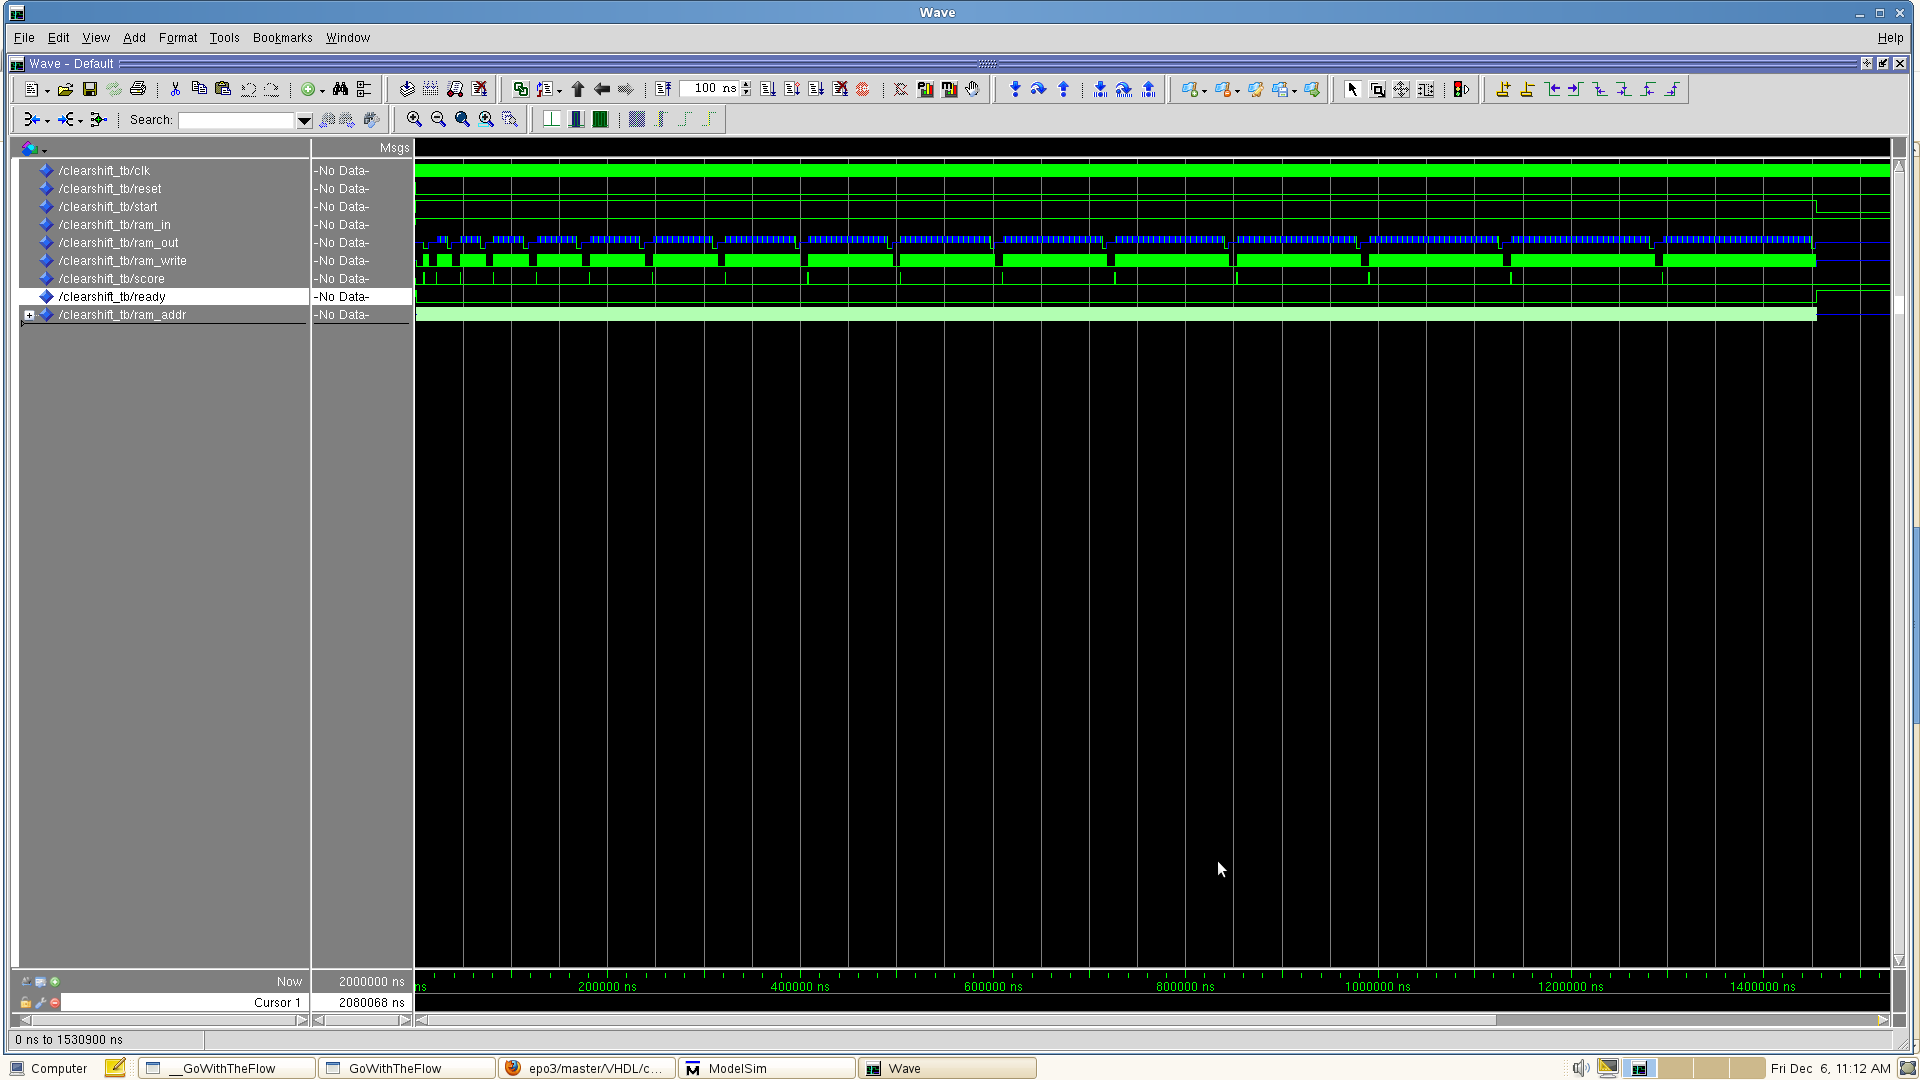 Wave
File Edit View Add Format Tools Bookmarks Window Help
Wave - Default
100 ns
Search:
Msgs
/clearshift_tb/clk -No Data-
/clearshift_tb/reset -No Data-
/clearshift_tb/start -No Data-
/clearshift_tb/ram_in -No Data-
/clearshift_tb/ram_out -No Data-
/clearshift_tb/ram_write -No Data-
/clearshift_tb/score -No Data-
/clearshift_tb/ready -No Data-
/clearshift_tb/ram_addr -No Data-
Now 2000000 ns
ns 200000 ns 400000 ns 600000 ns 800000 ns 1000000 ns 1200000 ns 1400000 ns
Cursor 1 2080068 ns
0 ns to 1530900 ns
Computer __GoWithTheFlow GoWithTheFlow epo3/master/VHDL/c... ModelSim Wave Fri Dec 6, 11:12 AM